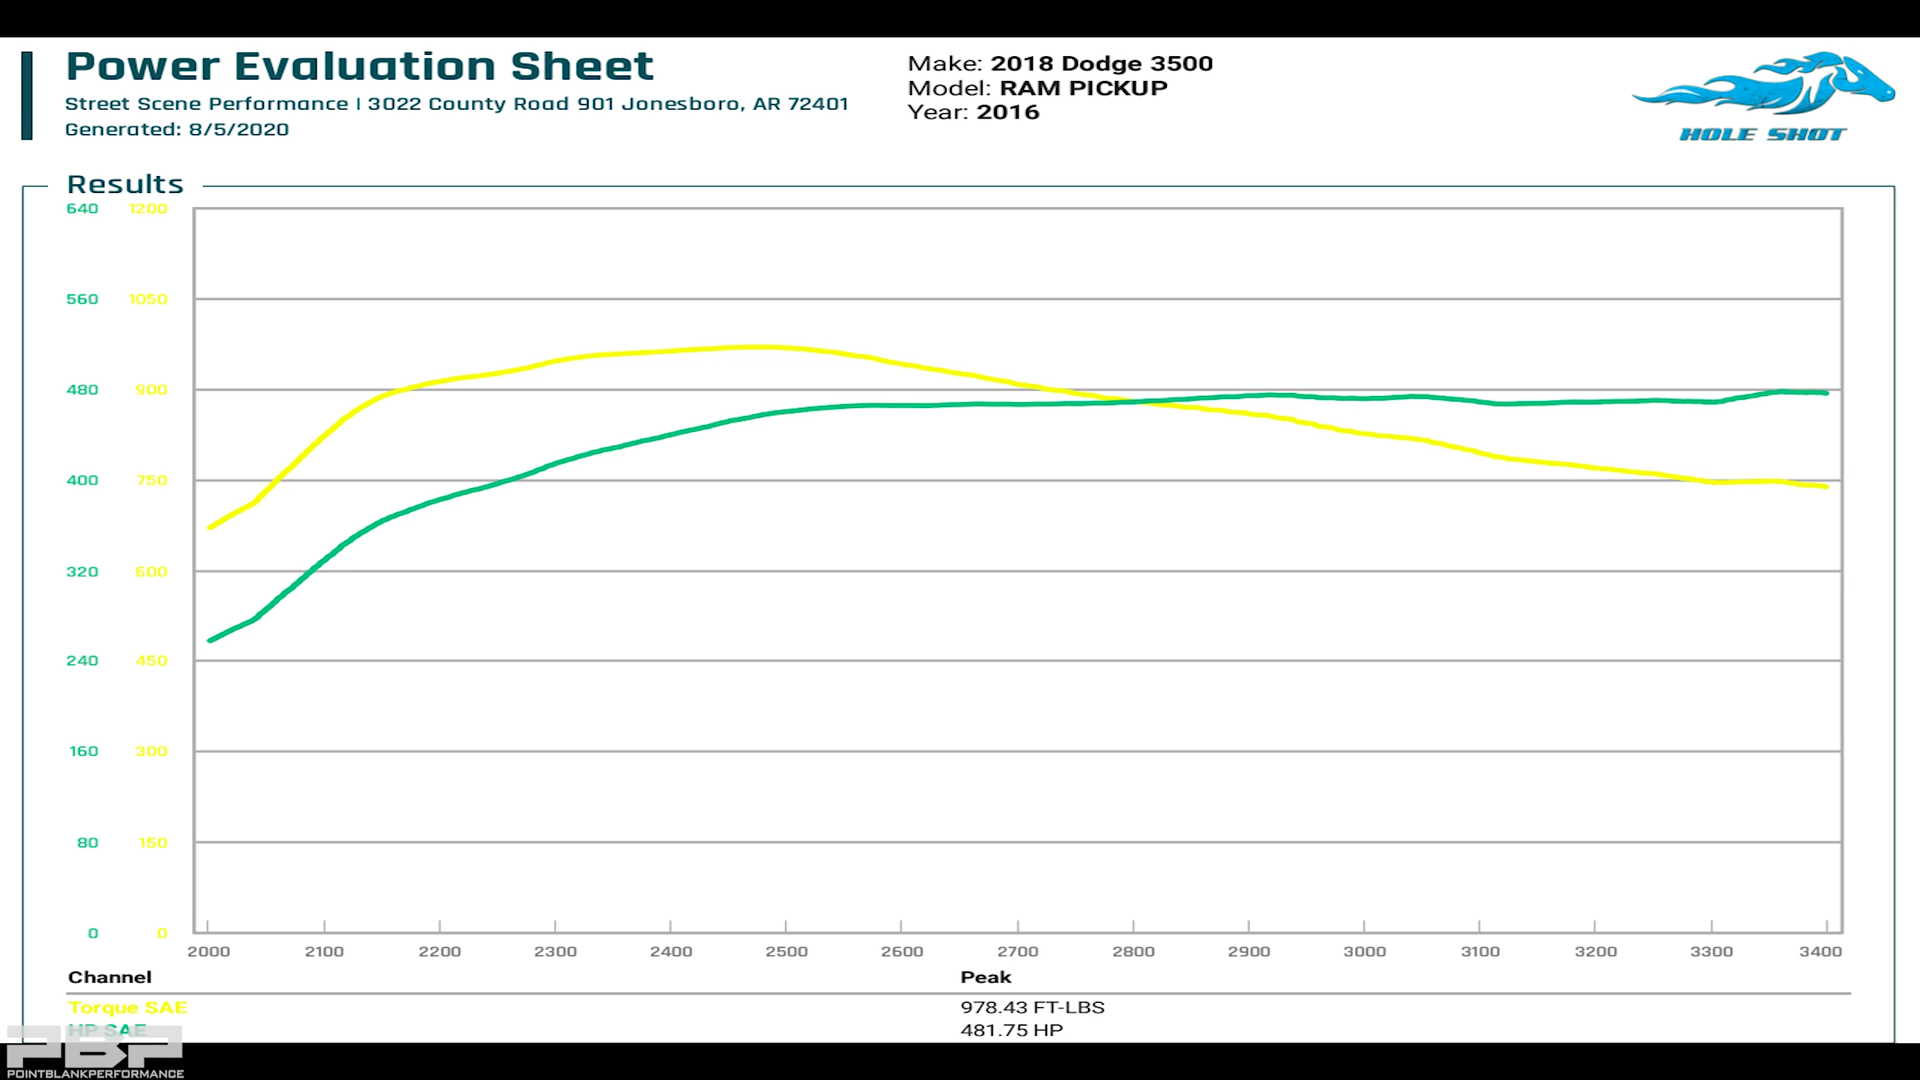 Power Evaluation Sheet
Street Scene Performance | 3022 County Road 901 Jonesboro, AR 72401
Generated: 8/5/2020
Make: 2018 Dodge 3500
Model: RAM PICKUP
Year: 2016
HOLE SHOT
Results
640 1200
560 1050
480 900
400 750
320 600
240 450
160 300
80 150
0 0
2000 2100 2200 2300 2400 2500 2600 2700 2800 2900 3000 3100 3200 3300 3400
Channel Peak
Torque SAE 978.43 FT-LBS
HP SAE 481.75 HP
PBP
POINTBLANKPERFORMANCE